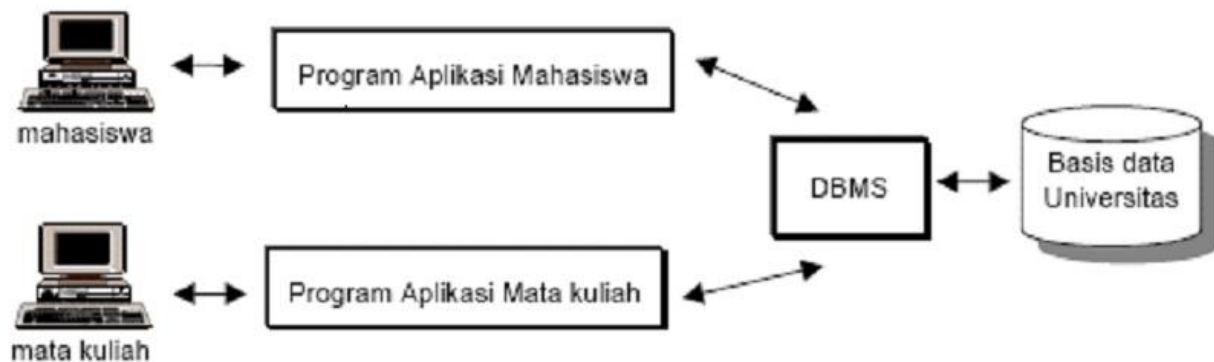 mahasiswa
Program Aplikasi Mahasiswa
DBMS
Basis data
Universitas
mata kuliah
Program Aplikasi Mata kuliah